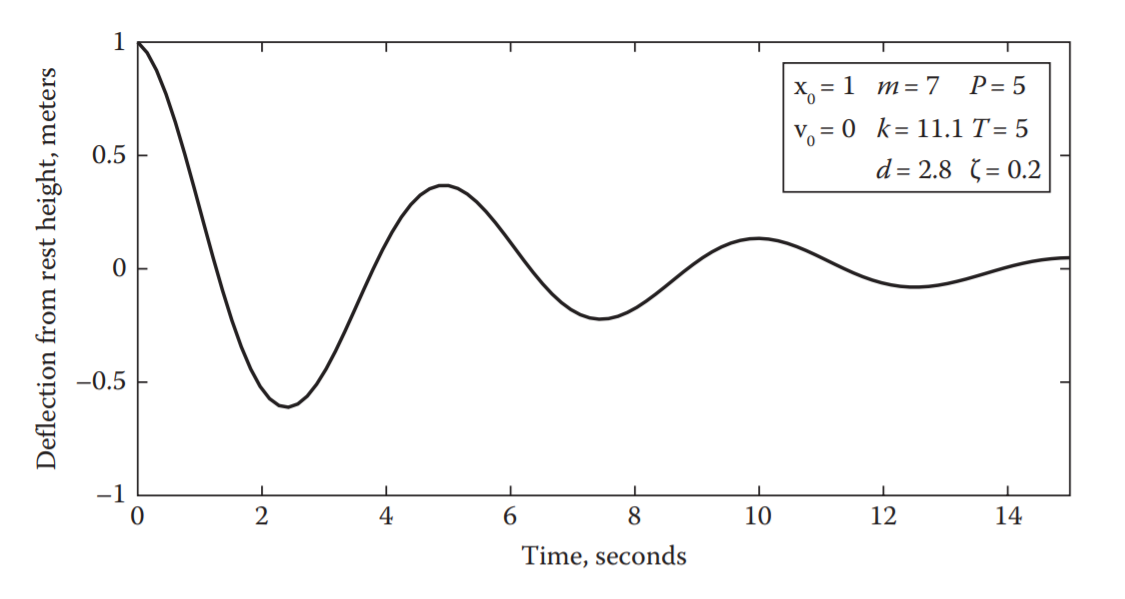 Deflection from rest height, meters
1
0.5
0
−0.5
−1
x₀ = 1 m = 7 P = 5
v₀ = 0 k = 11.1 T = 5
d = 2.8 ζ = 0.2
0 2 4 6 8 10 12 14
Time, seconds